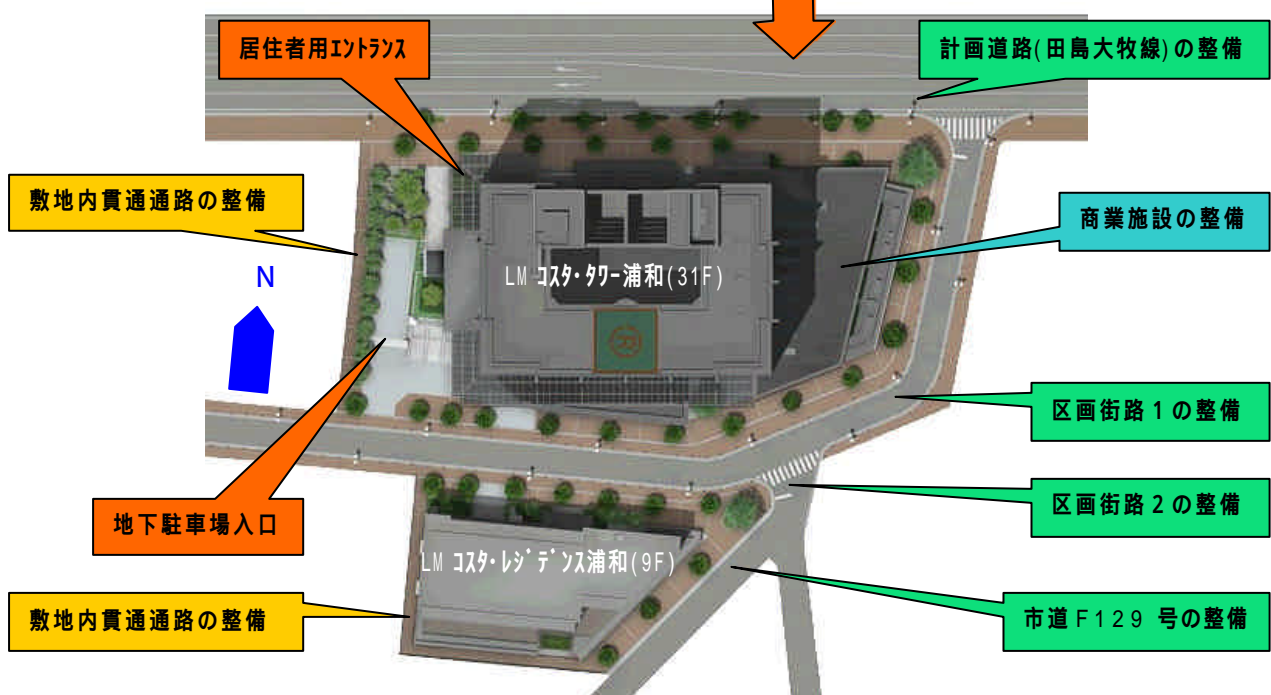 居住者用エントランス
計画道路(田島大牧線)の整備
敷地内貫通通路の整備
商業施設の整備
N
LM コスタ・タワー浦和(31F)
区画街路1の整備
区画街路2の整備
地下駐車場入口
LM コスタ・レジデンス浦和(9F)
敷地内貫通通路の整備
市道F129 号の整備